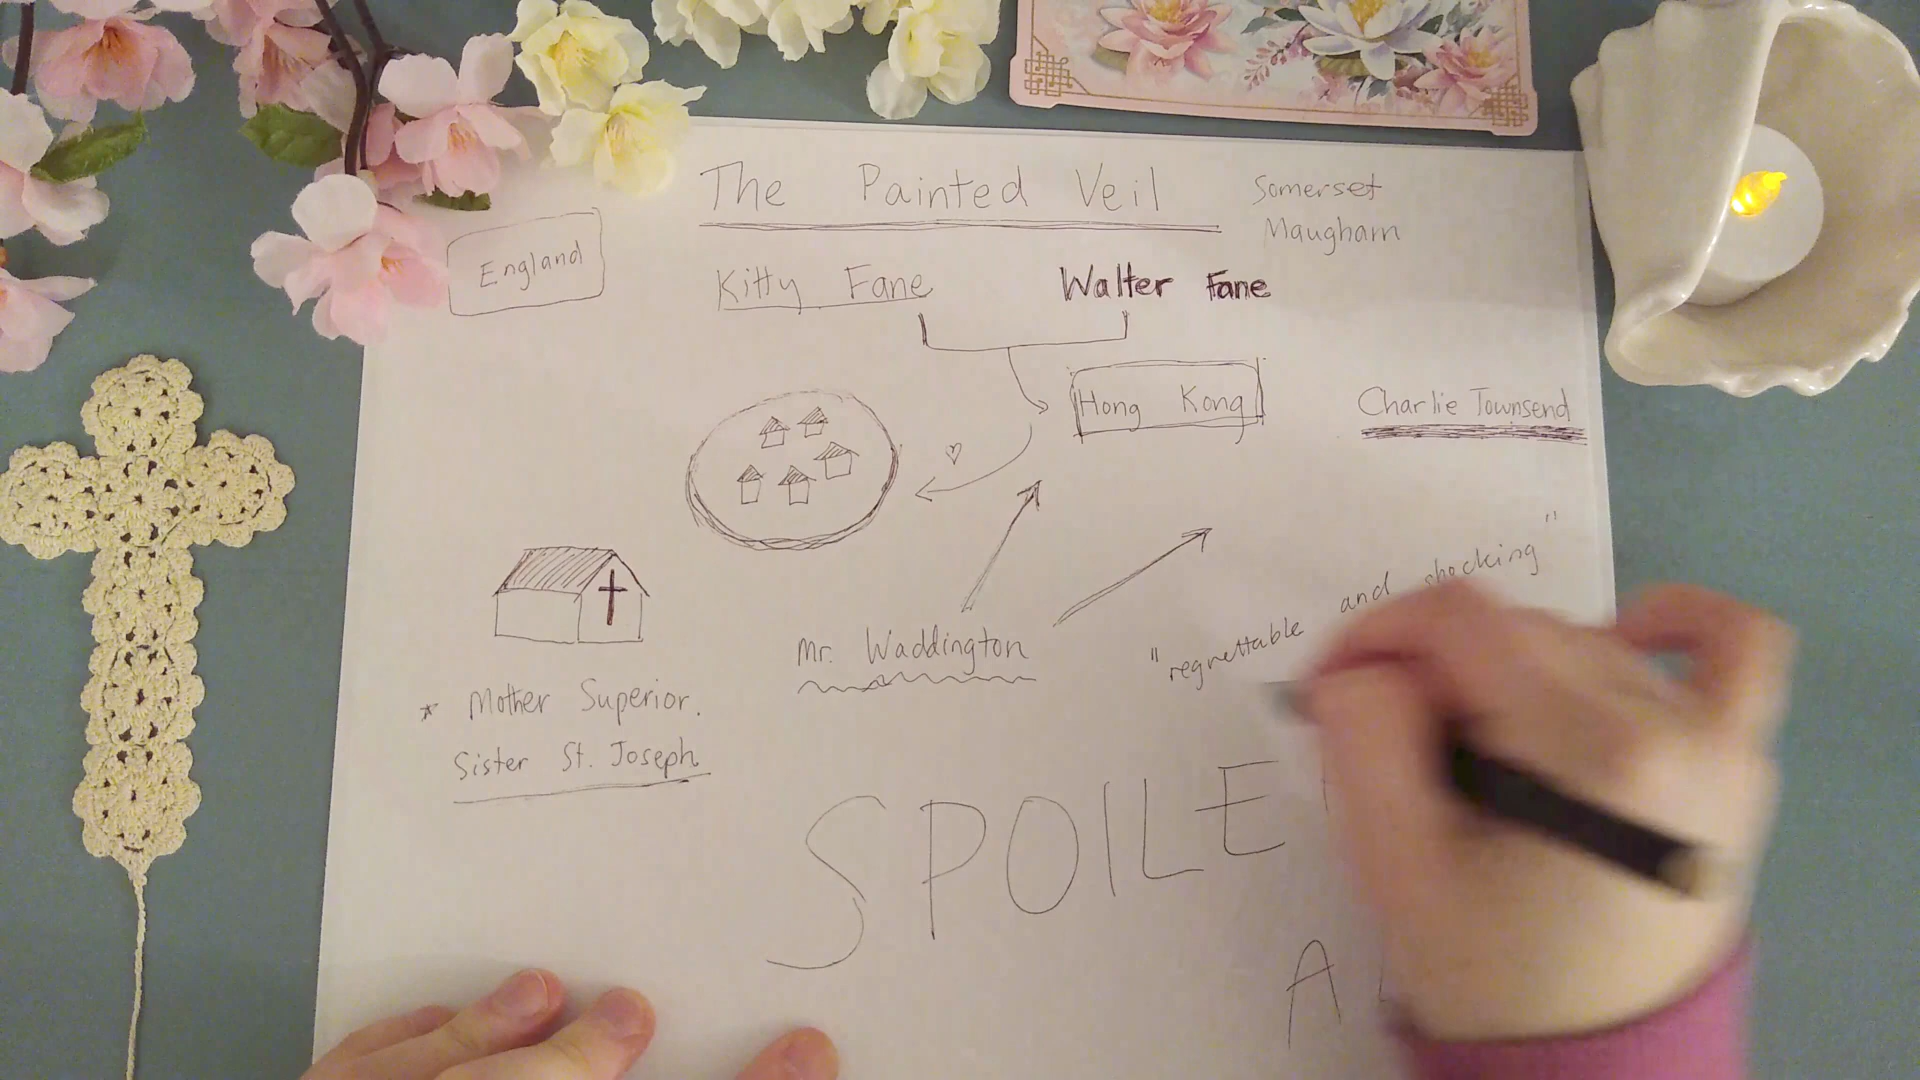 The Painted Veil
Somerset
Maugham
England
Kitty Fane
Walter Fane
Hong Kong
Charlie Townsend
"regrettable and shocking"
Mr. Waddington
* Mother Superior.
Sister St. Joseph
SPOILE
A